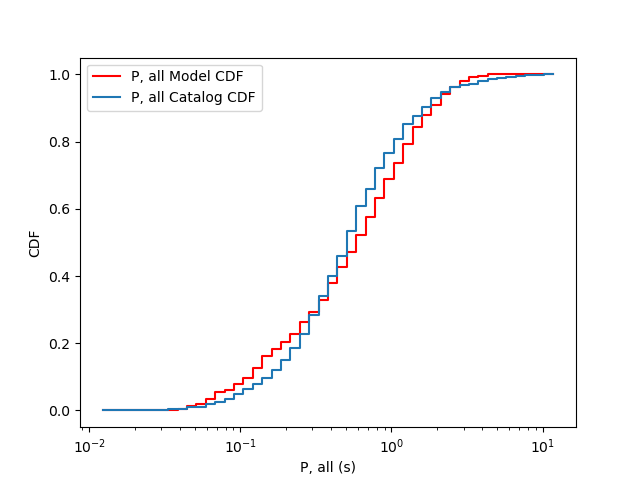 P, all Model CDF
P, all Catalog CDF
1.0
0.8
0.6
0.4
0.2
0.0
CDF
10⁻² 10⁻¹ 10⁰ 10¹
P, all (s)